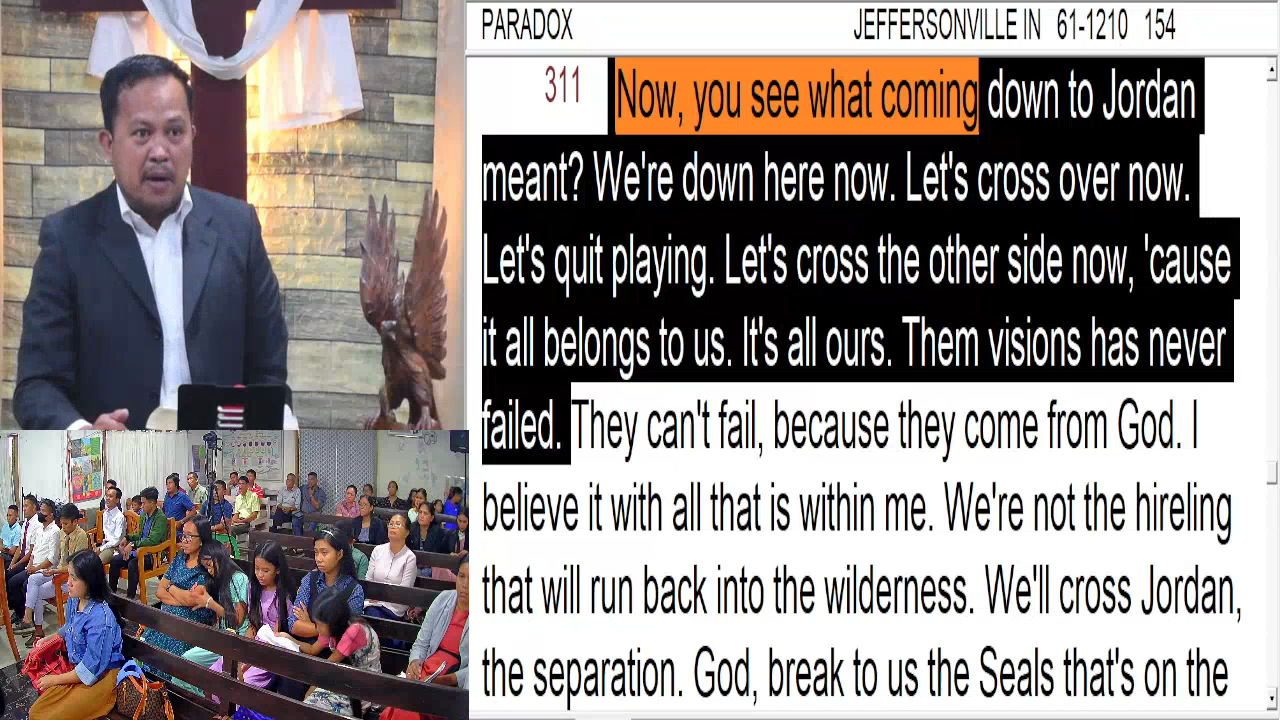 PARADOX JEFFERSONVILLE IN 61-1210 154
311 Now, you see what coming down to Jordan
meant? We're down here now. Let's cross over now.
Let's quit playing. Let's cross the other side now, 'cause
it all belongs to us. It's all ours. Them visions has never
failed. They can't fail, because they come from God. I
believe it with all that is within me. We're not the hireling
that will run back into the wilderness. We'll cross Jordan,
the separation. God, break to us the Seals that's on the